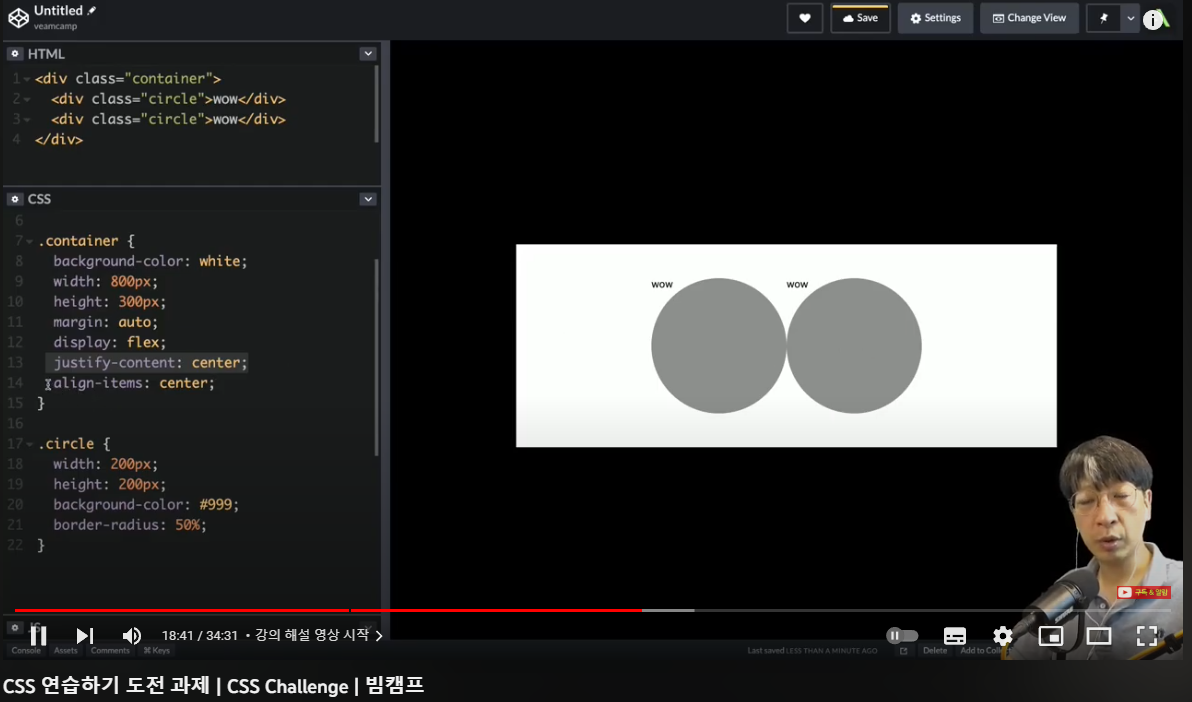 Untitled
veamcamp
Save
Settings
Change View
HTML
1 <div class="container">
2 <div class="circle">wow</div>
3 <div class="circle">wow</div>
4 </div>
CSS
6
7 .container {
8 background-color: white;
9 width: 800px;
10 height: 300px;
11 margin: auto;
12 display: flex;
13 justify-content: center;
14 align-items: center;
15 }
16
17 .circle {
18 width: 200px;
19 height: 200px;
20 background-color: #999;
21 border-radius: 50%;
22 }
wow wow
구독 & 알림
JS
18:41 / 34:31 • 강의 해설 영상 시작
Console Assets Comments ⌘ Keys
Last saved LESS THAN A MINUTE AGO Delete Add to
CSS 연습하기 도전 과제 | CSS Challenge | 빔캠프